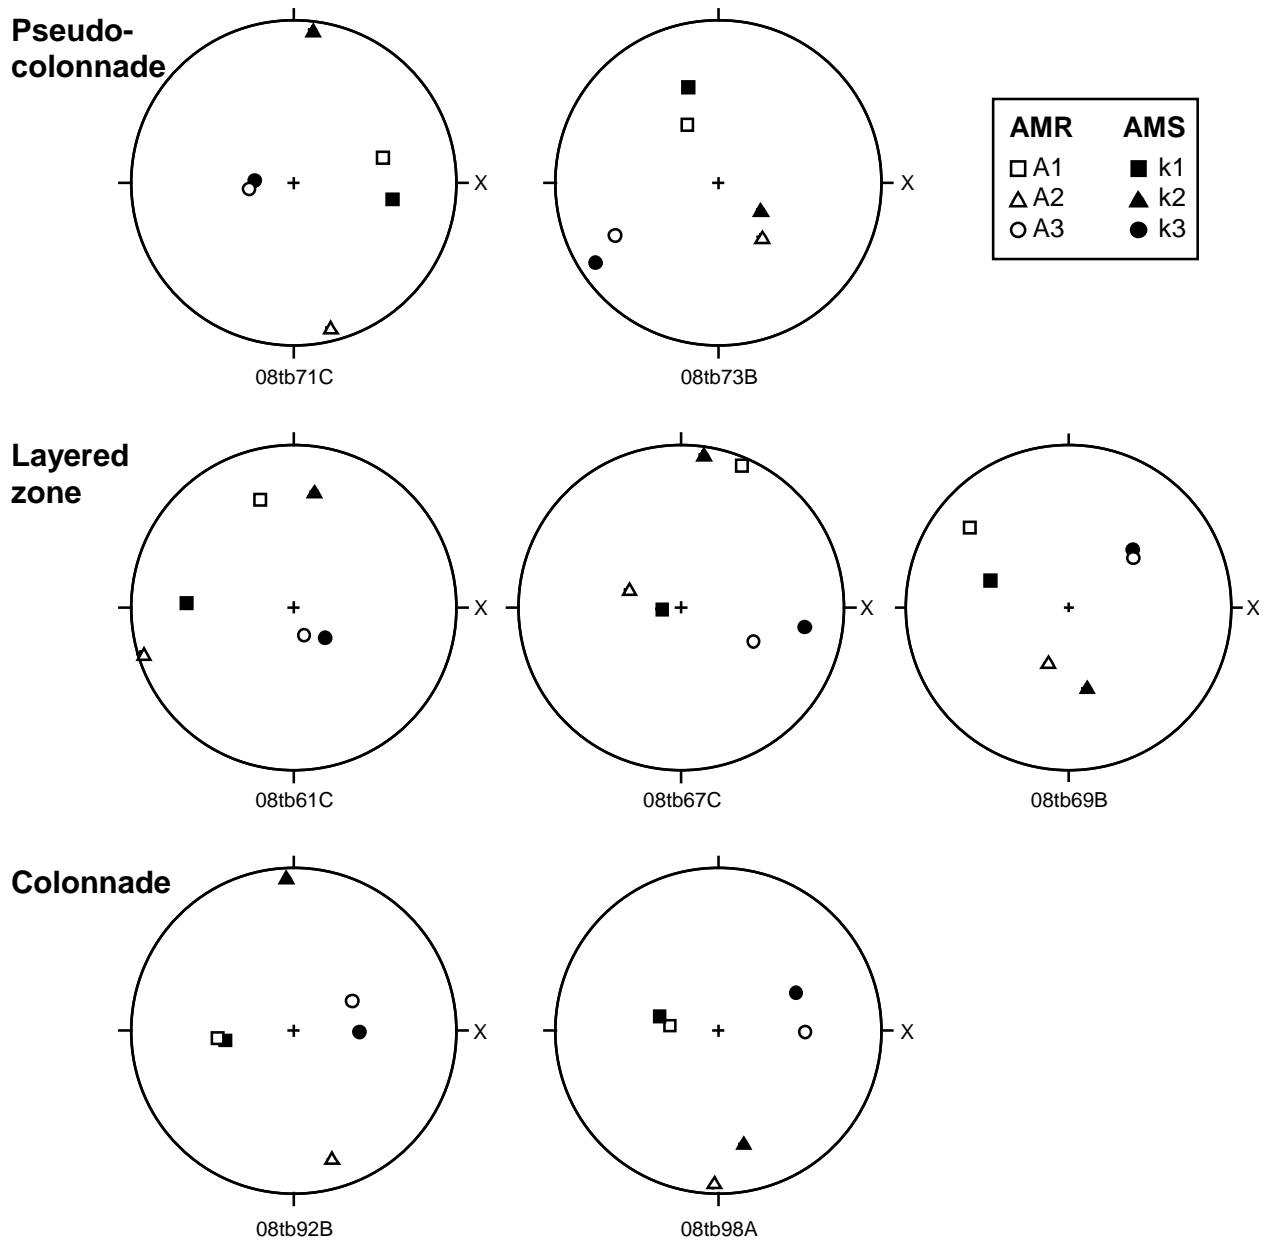 Pseudo-
colonnade
X
08tb71C
X
08tb73B
AMR AMS
A1 k1
A2 k2
A3 k3
Layered
zone
X
08tb61C
X
08tb67C
X
08tb69B
Colonnade
X
08tb92B
X
08tb98A